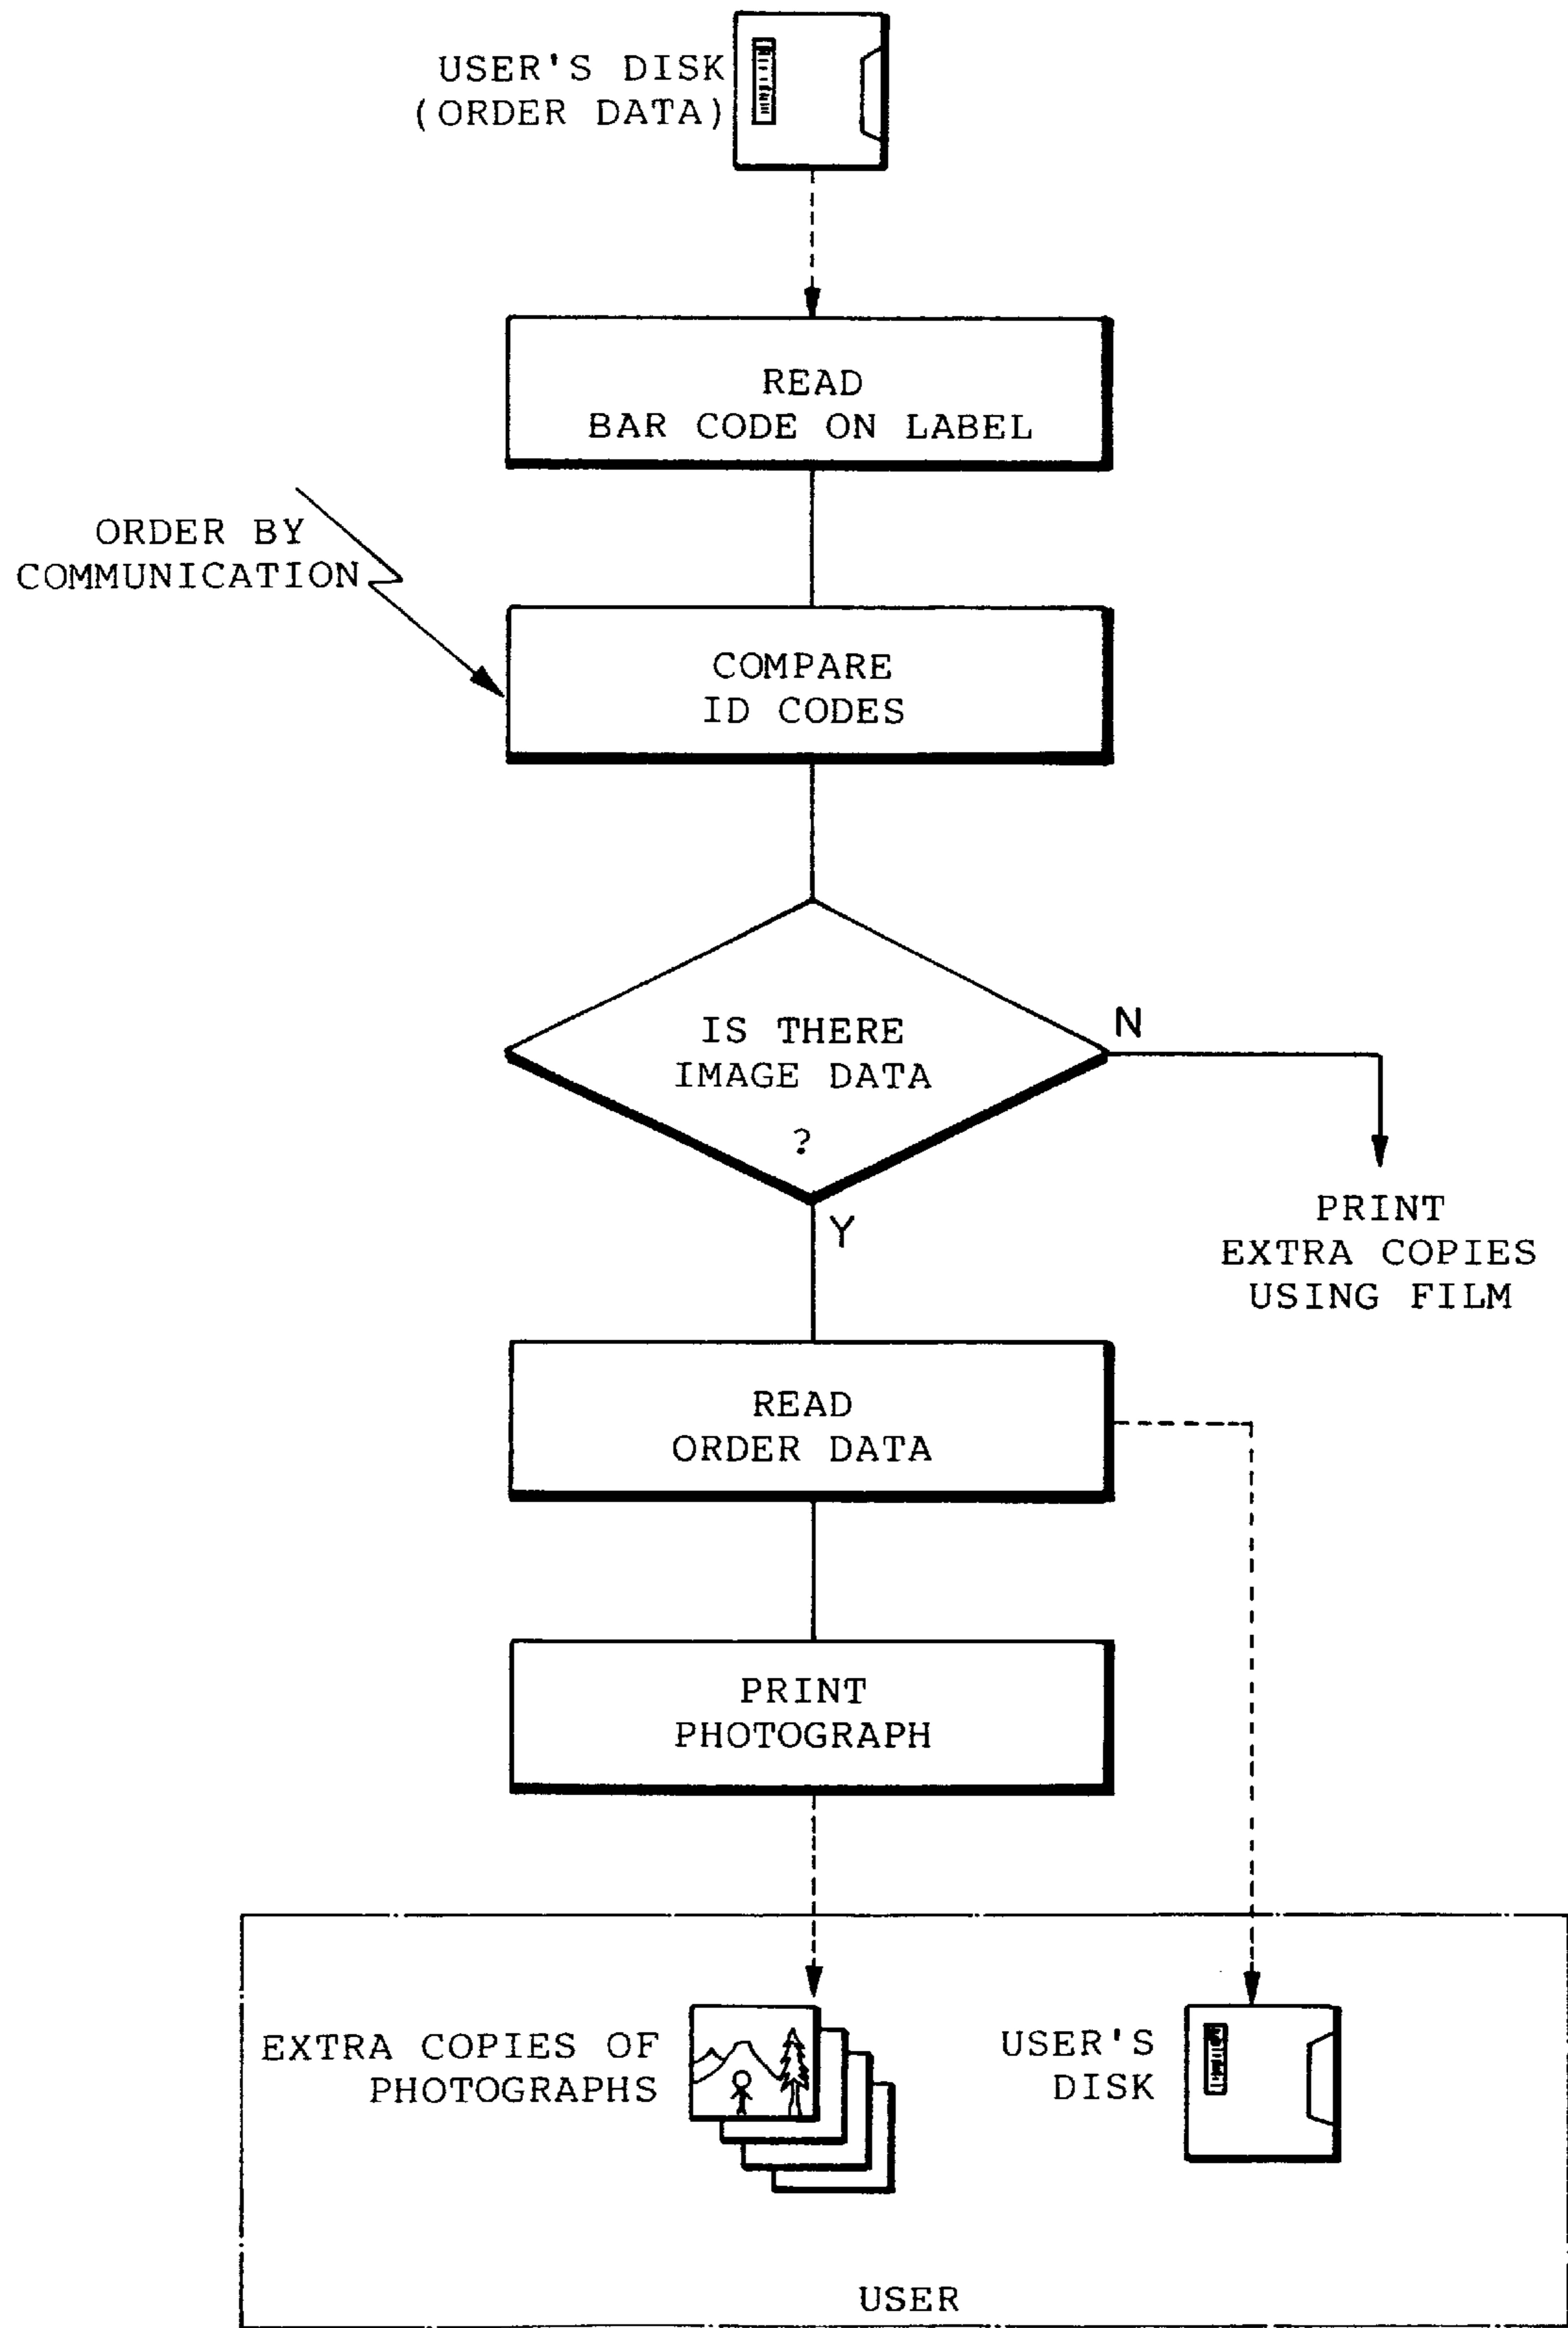 USER'S DISK
(ORDER DATA)
READ
BAR CODE ON LABEL
ORDER BY
COMMUNICATION
COMPARE
ID CODES
IS THERE
IMAGE DATA
?
N
Y
PRINT
EXTRA COPIES
USING FILM
READ
ORDER DATA
PRINT
PHOTOGRAPH
EXTRA COPIES OF
PHOTOGRAPHS
USER'S
DISK
USER